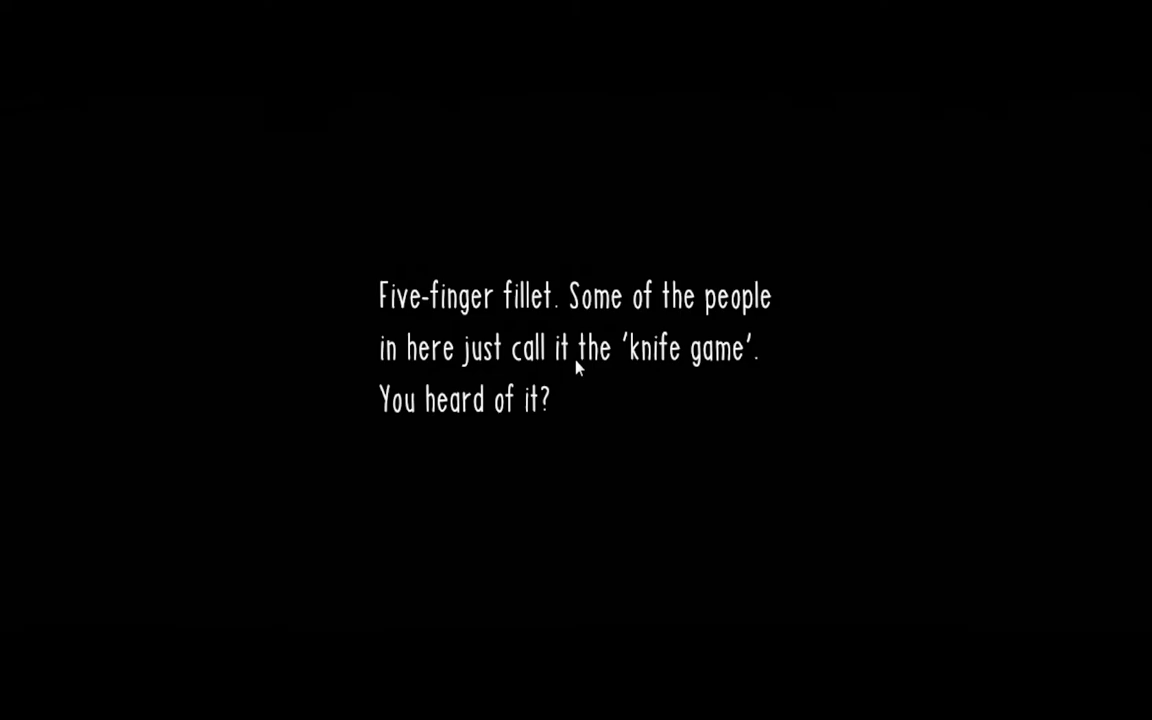 Five-finger fillet. Some of the people
in here just call it the 'knife game'.
You heard of it?